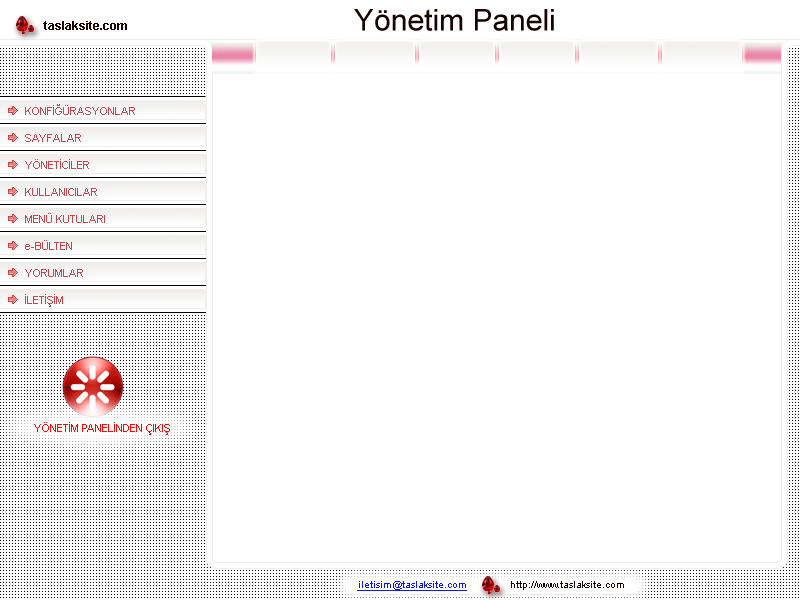 taslaksite.com
Yönetim Paneli
KONFİĞÜRASYONLAR
SAYFALAR
YÖNETİCİLER
KULLANICILAR
MENÜ KUTULARI
e-BÜLTEN
YORUMLAR
İLETİŞİM
YÖNETİM PANELİNDEN ÇIKIŞ
iletisim@taslaksite.com
http://www.taslaksite.com